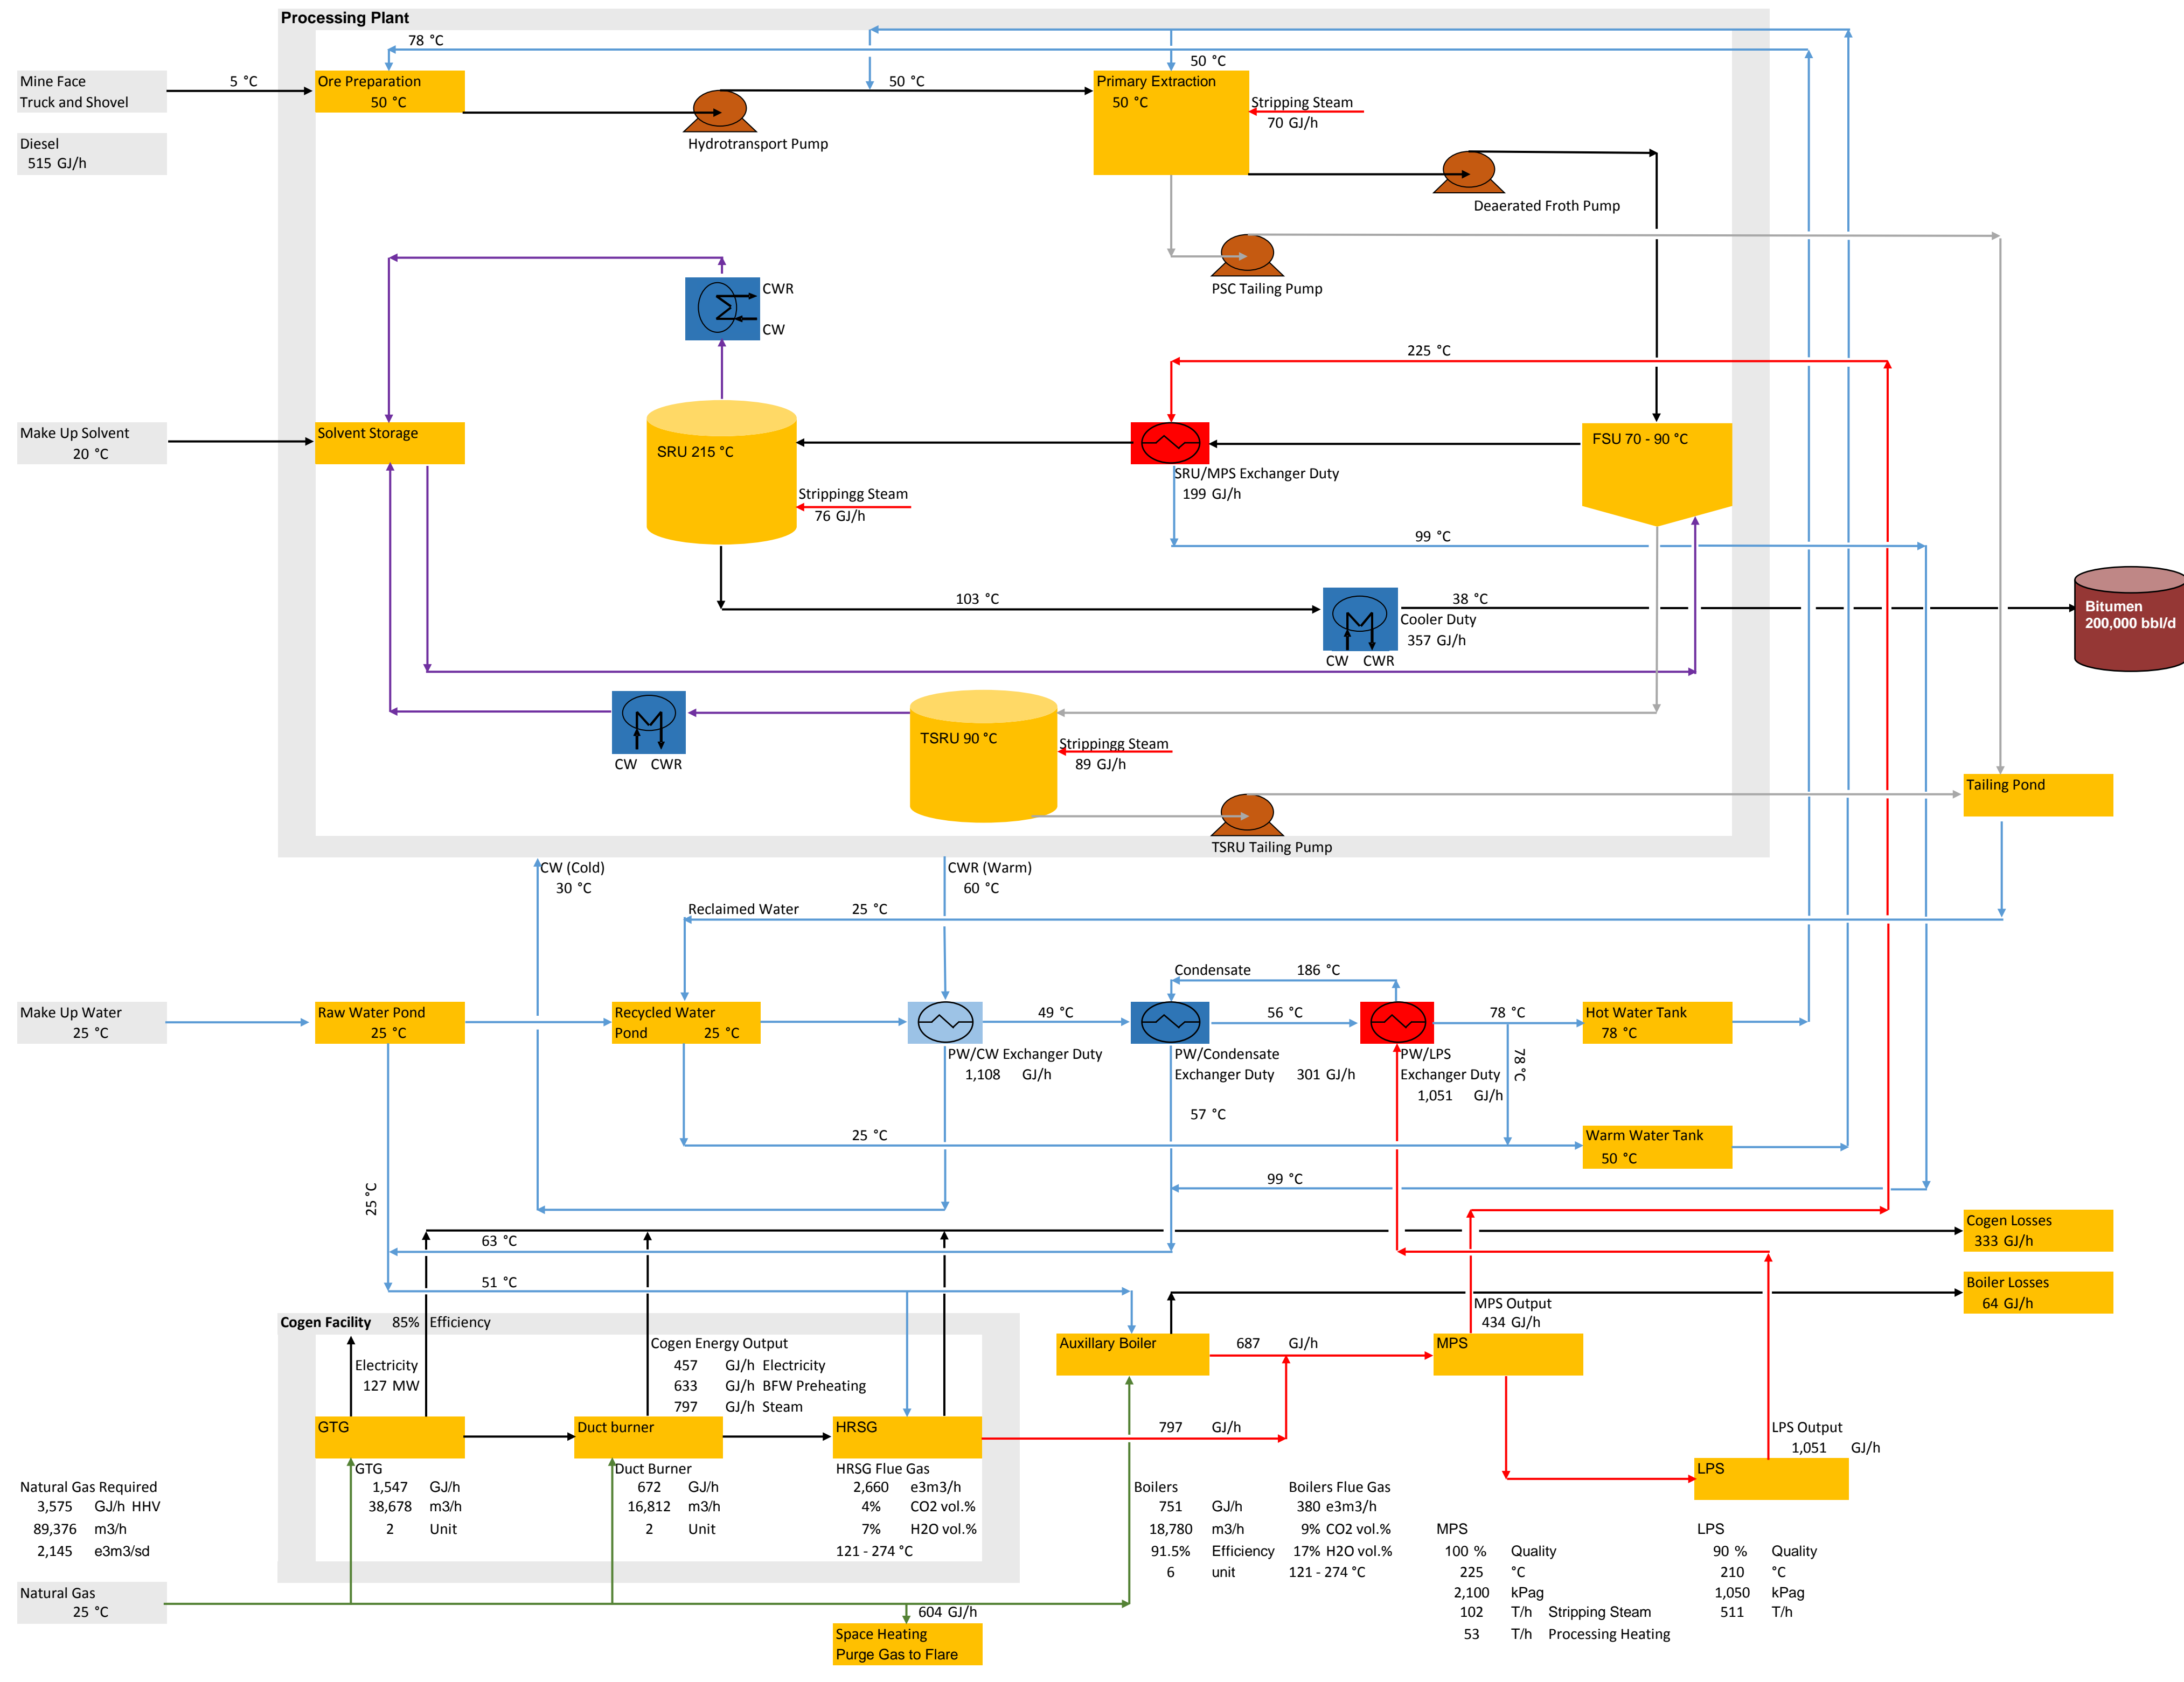 Processing Plant
78 °C
Mine Face
Truck and Shovel
5 °C
Ore Preparation
50 °C
50 °C
Primary Extraction
50 °C
50 °C
Stripping Steam
70 GJ/h
Hydrotransport Pump
Diesel
515 GJ/h
Deaerated Froth Pump
PSC Tailing Pump
CWR
CW
225 °C
Make Up Solvent
20 °C
Solvent Storage
SRU 215 °C
Strippingg Steam
76 GJ/h
SRU/MPS Exchanger Duty
199 GJ/h
FSU 70 - 90 °C
99 °C
103 °C
38 °C
Cooler Duty
357 GJ/h
CW CWR
Bitumen
200,000 bbl/d
CW CWR
TSRU 90 °C
Strippingg Steam
89 GJ/h
TSRU Tailing Pump
Tailing Pond
CW (Cold)
30 °C
CWR (Warm)
60 °C
Reclaimed Water 25 °C
Condensate 186 °C
Make Up Water
25 °C
Raw Water Pond
25 °C
Recycled Water
Pond 25 °C
49 °C
56 °C
78 °C
Hot Water Tank
78 °C
PW/CW Exchanger Duty
1,108 GJ/h
PW/Condensate
Exchanger Duty 301 GJ/h
PW/LPS
Exchanger Duty
1,051 GJ/h
78 °C
57 °C
25 °C
Warm Water Tank
50 °C
99 °C
25 °C
63 °C
51 °C
Cogen Losses
333 GJ/h
Boiler Losses
64 GJ/h
Cogen Facility 85% Efficiency
Electricity
127 MW
Cogen Energy Output
457 GJ/h Electricity
633 GJ/h BFW Preheating
797 GJ/h Steam
Auxillary Boiler
687 GJ/h
MPS Output
434 GJ/h
MPS
GTG
Duct burner
HRSG
797 GJ/h
LPS Output
1,051 GJ/h
LPS
Natural Gas Required
3,575 GJ/h HHV
89,376 m3/h
2,145 e3m3/sd
GTG
1,547 GJ/h
38,678 m3/h
2 Unit
Duct Burner
672 GJ/h
16,812 m3/h
2 Unit
HRSG Flue Gas
2,660 e3m3/h
4% CO2 vol.%
7% H2O vol.%
121 - 274 °C
Boilers
751 GJ/h
18,780 m3/h
91.5% Efficiency
6 unit
Boilers Flue Gas
380 e3m3/h
9% CO2 vol.%
17% H2O vol.%
121 - 274 °C
MPS
100 % Quality
225 °C
2,100 kPag
102 T/h Stripping Steam
53 T/h Processing Heating
LPS
90 % Quality
210 °C
1,050 kPag
511 T/h
Natural Gas
25 °C
604 GJ/h
Space Heating
Purge Gas to Flare